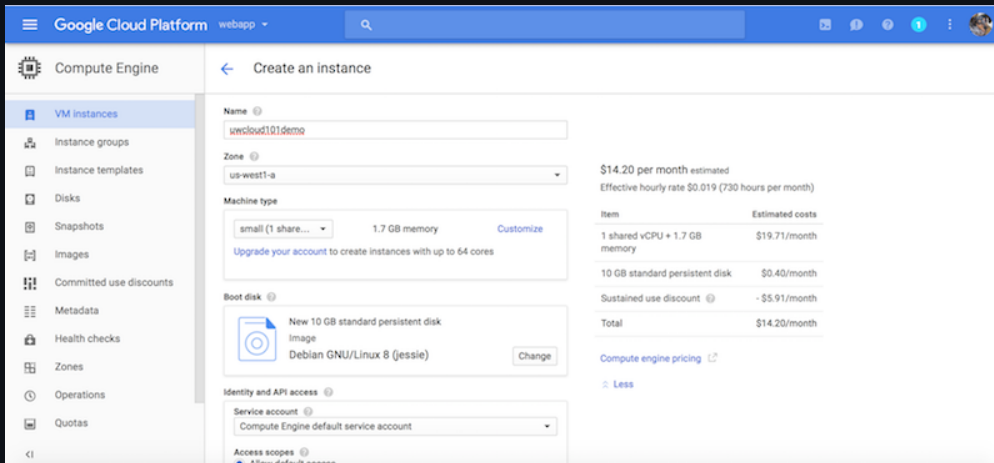 Google Cloud Platform webapp
1
Compute Engine
Create an instance
VM instances
Instance groups
Instance templates
Disks
Snapshots
Images
Committed use discounts
Metadata
Health checks
Zones
Operations
Quotas
Name
uwcloud101demo
Zone
us-west1-a
Machine type
small (1 share...
1.7 GB memory
Customize
Upgrade your account to create instances with up to 64 cores
Boot disk
New 10 GB standard persistent disk
Image
Debian GNU/Linux 8 (jessie)
Change
Identity and API access
Service account
Compute Engine default service account
Access scopes
Allow default access
$14.20 per month estimated
Effective hourly rate $0.019 (730 hours per month)
Item Estimated costs
1 shared vCPU + 1.7 GB $19.71/month
memory
10 GB standard persistent disk $0.40/month
Sustained use discount - $5.91/month
Total $14.20/month
Compute engine pricing
Less